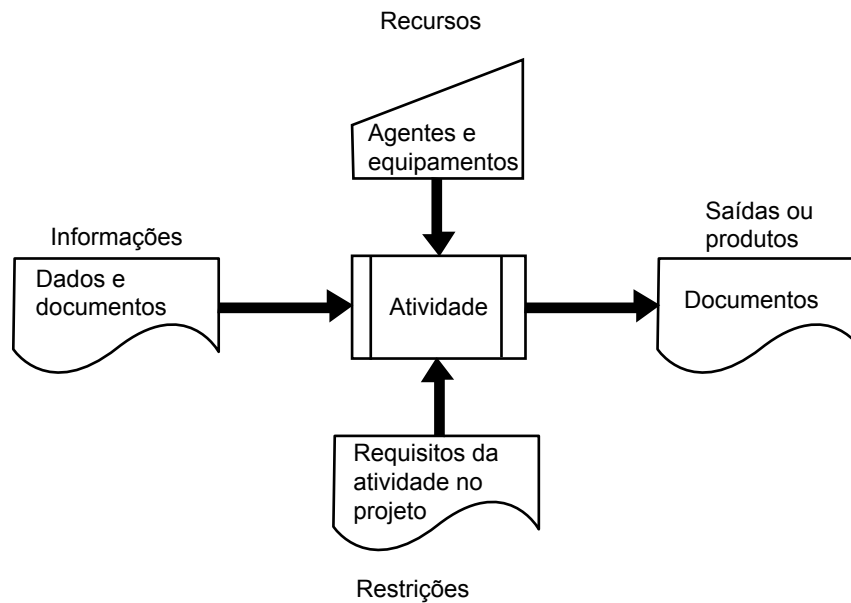 Recursos
Agentes e
equipamentos
Informações
Dados e
documentos
Atividade
Saídas ou
produtos
Documentos
Requisitos da
atividade no
projeto
Restrições